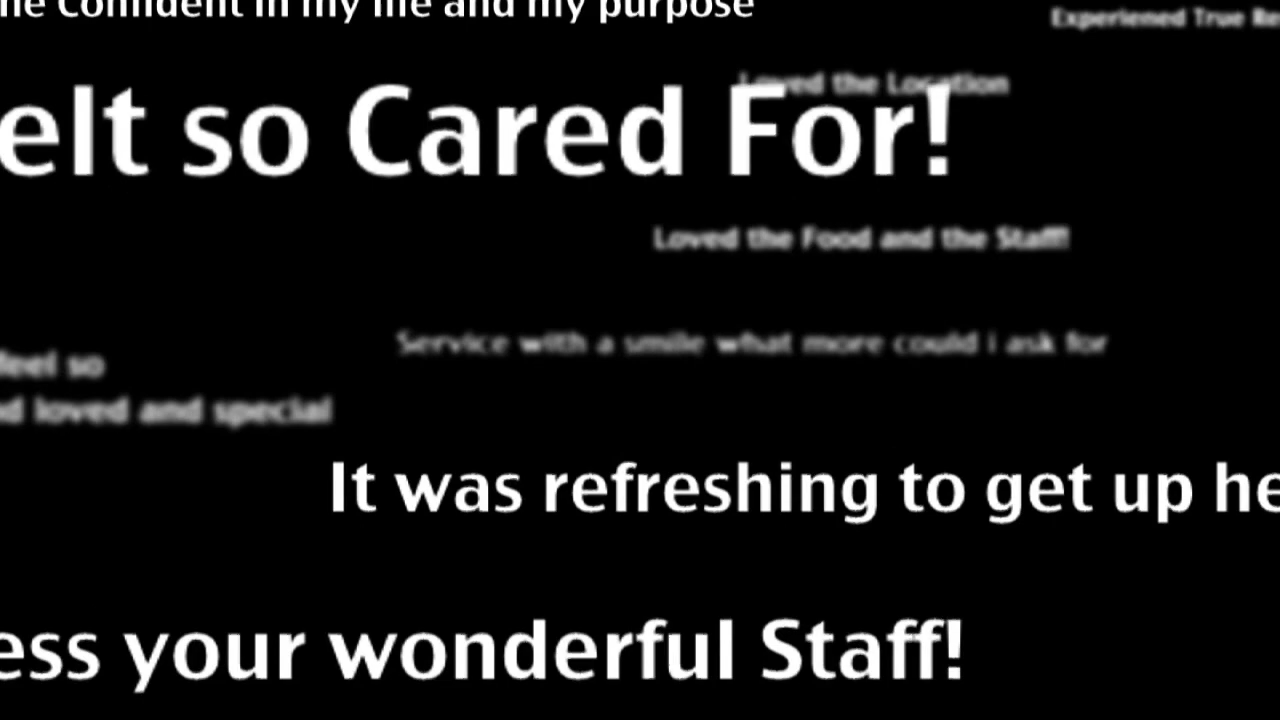 me Confident in my life and my purpose
Experiened True Re
Loved the Location
elt so Cared For!
Loved the Food and the Staff!
Service with a smile what more could i ask for
feel so
d loved and special
It was refreshing to get up he
ess your wonderful Staff!